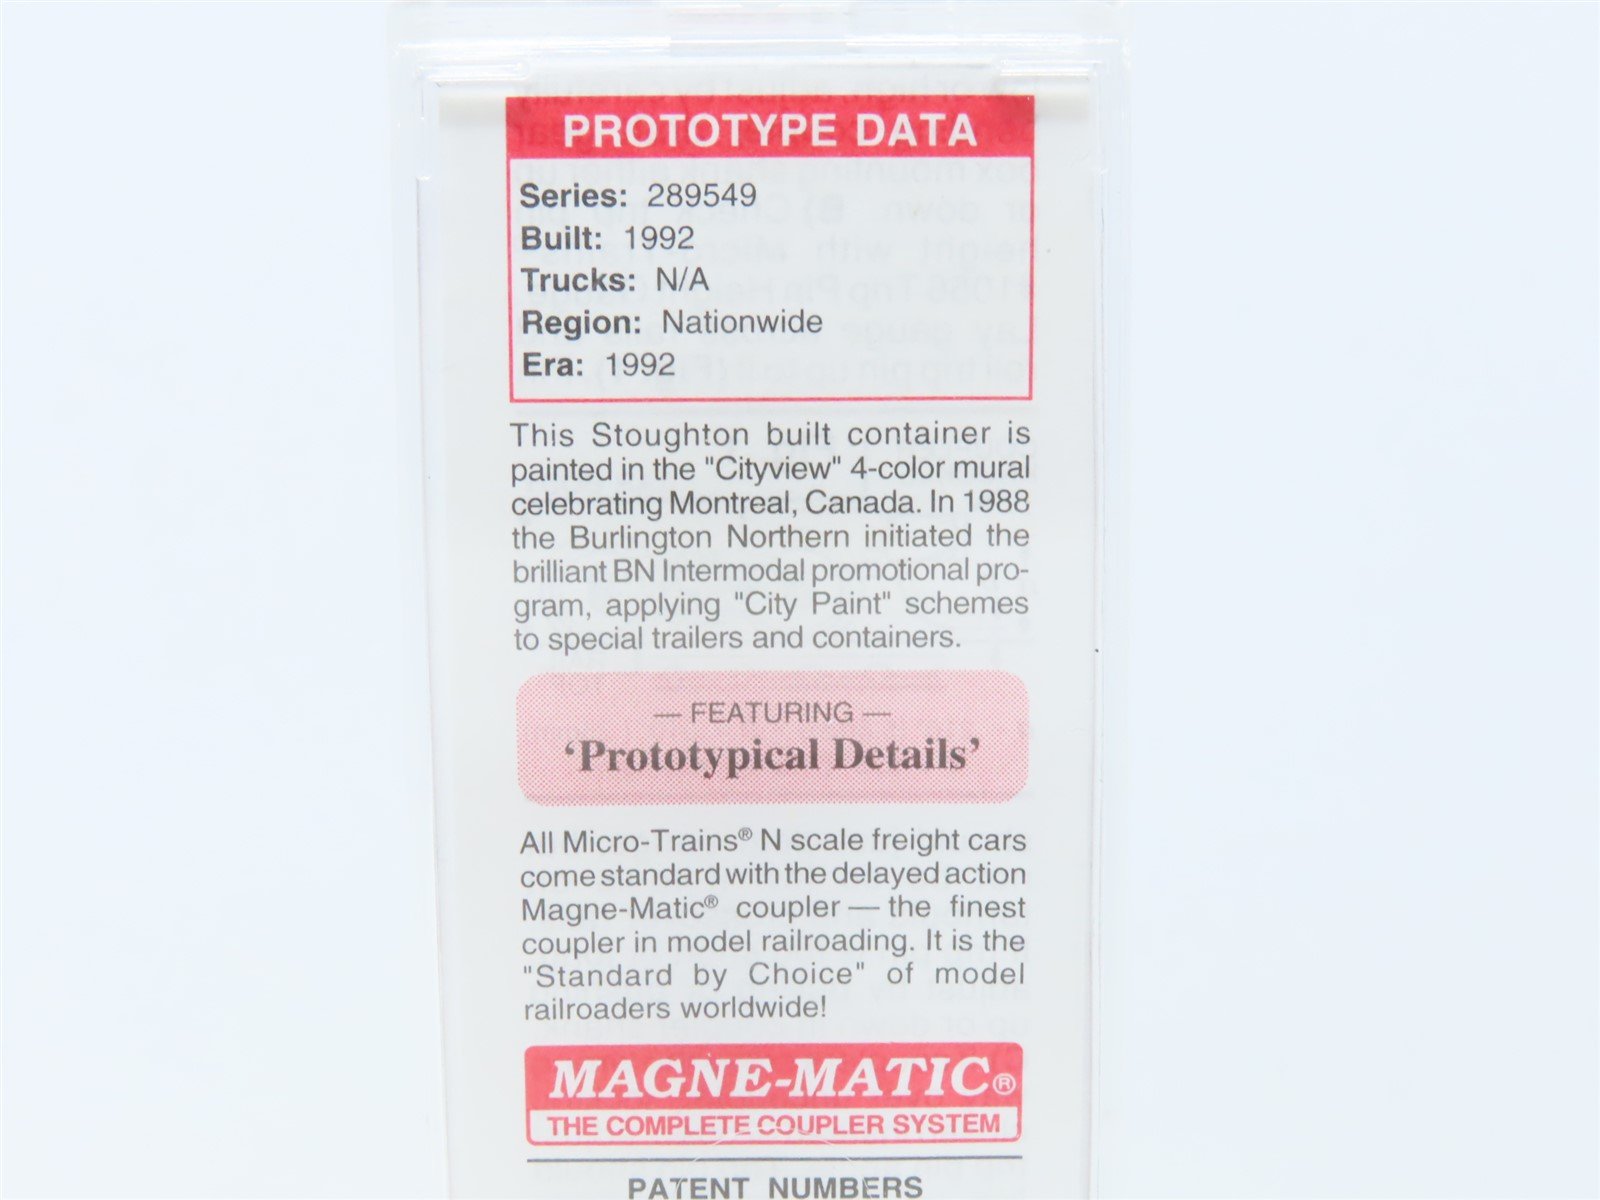 PROTOTYPE DATA
Series: 289549
Built: 1992
Trucks: N/A
Region: Nationwide
Era: 1992
This Stoughton built container is
painted in the "Cityview" 4-color mural
celebrating Montreal, Canada. In 1988
the Burlington Northern initiated the
brilliant BN Intermodal promotional pro-
gram, applying "City Paint" schemes
to special trailers and containers.
— FEATURING —
‘Prototypical Details’
All Micro-Trains® N scale freight cars
come standard with the delayed action
Magne-Matic® coupler — the finest
coupler in model railroading. It is the
"Standard by Choice" of model
railroaders worldwide!
MAGNE-MATIC®
THE COMPLETE COUPLER SYSTEM
PATENT NUMBERS